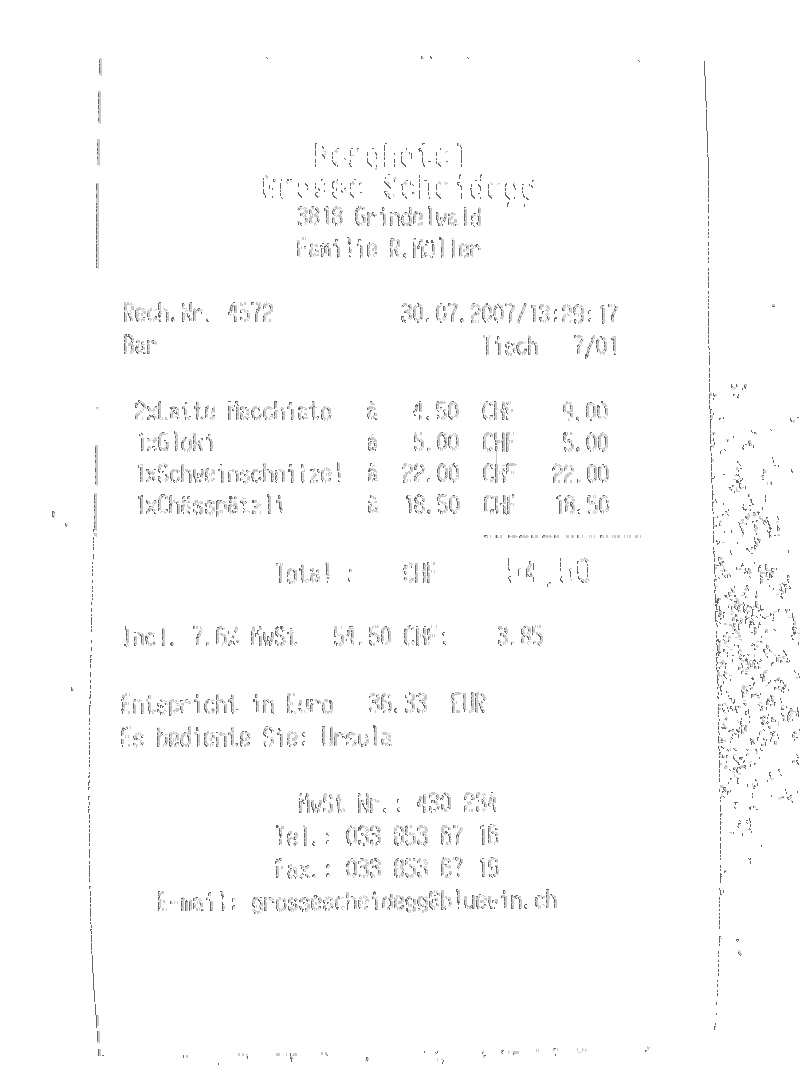 Berghotel
Grosse Scheidegg
3818 Grindelwald
Familie R.Müller
Rech.Nr. 4572 30.07.2007/13:29:17
Bar Tisch 7/01
2xLatte Macchiato à 4.50 CHF 9.00
1xGloki à 5.00 CHF 5.00
1xSchweinschnitzel à 22.00 CHF 22.00
1xChässpätzli à 18.50 CHF 18.50
Total : CHF 54.50
Incl. 7.6% MwSt 54.50 CHF: 3.85
Entspricht in Euro 36.33 EUR
Es bediente Sie: Ursula
MwSt Nr.: 430 234
Tel.: 033 853 67 16
Fax.: 033 853 67 19
E-mail: grossescheidegg@bluewin.ch